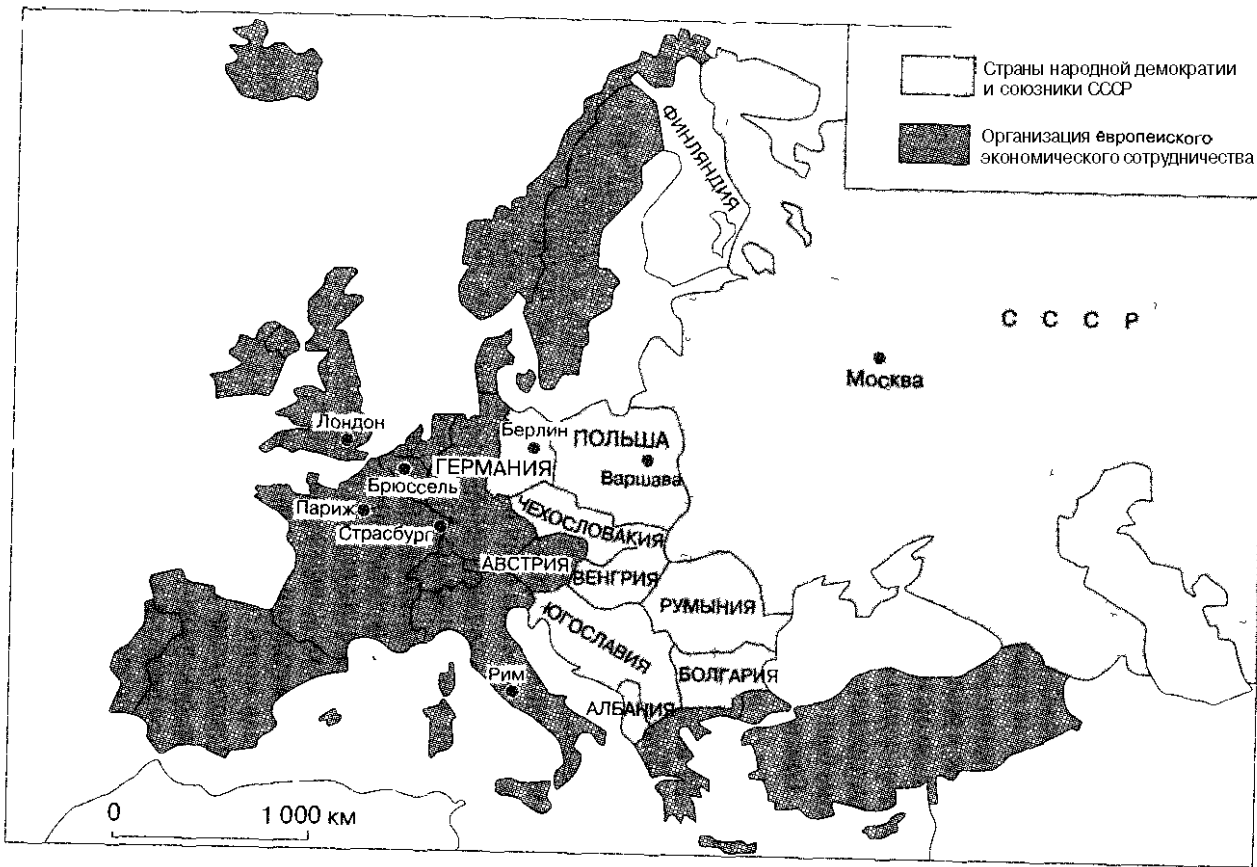 Страны народной демократии
и союзники СССР
Организация европейского
экономического сотрудничества
ФИНЛЯНДИЯ
С С С Р
Москва
Лондон
Берлин
ПОЛЬША
ГЕРМАНИЯ
Варшава
Брюссель
Париж
ЧЕХОСЛОВАКИЯ
Страсбург
АВСТРИЯ
ВЕНГРИЯ
РУМЫНИЯ
ЮГОСЛАВИЯ
БОЛГАРИЯ
Рим
АЛБАНИЯ
0 1 000 км